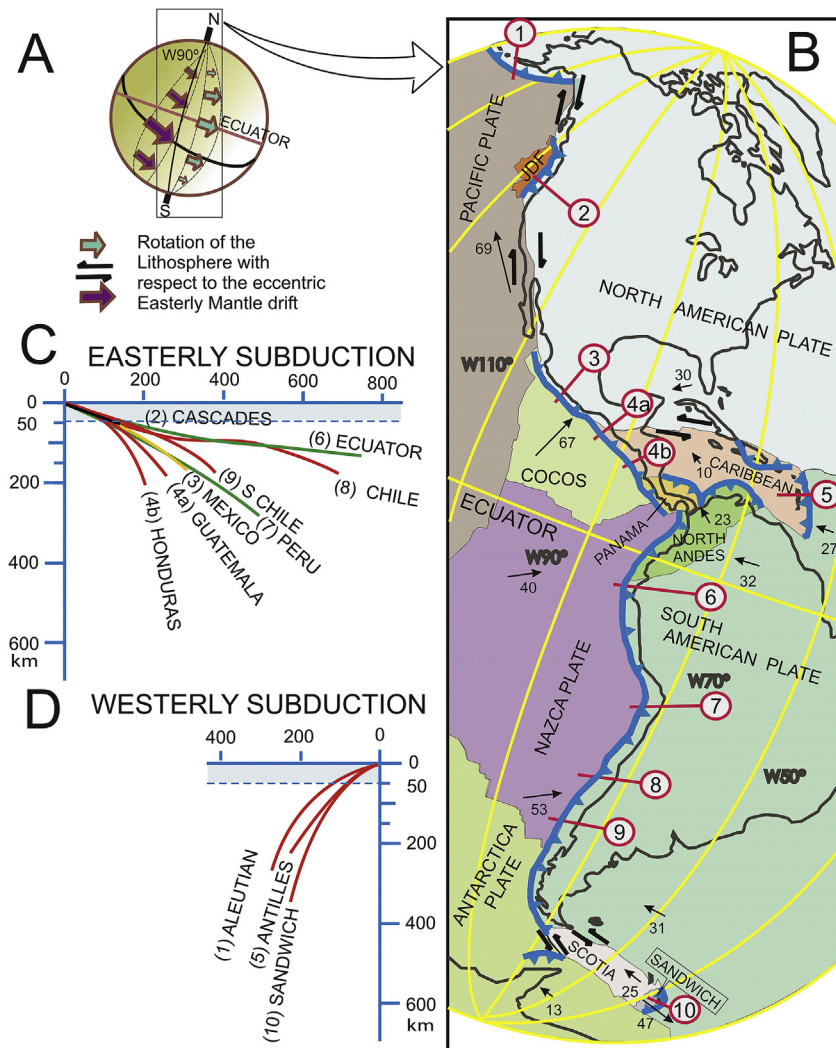 A
N
W90°
ECUATOR
S
Rotation of the
Lithosphere with
respect to the eccentric
Easterly Mantle drift
C
EASTERLY SUBDUCTION
0 200 400 600 800
0
50
200
400
600
km
(2) CASCADES
(6) ECUATOR
(8) CHILE
(9) S CHILE
(3) MEXICO
(7) PERU
(4a) GUATEMALA
(4b) HONDURAS
D
WESTERLY SUBDUCTION
400 200 0
0
50
200
400
600
km
(1) ALEUTIAN
(5) ANTILLES
(10) SANDWICH
B
1
PACIFIC PLATE
JDF
2
69
NORTH AMERICAN PLATE
W110°
3
30
4a
67
4b
COCOS
10
CARIBBEAN
5
ECUATOR
PANAMA
23
NORTH
ANDES
27
W90°
40
32
6
SOUTH
AMERICAN PLATE
W70°
NAZCA PLATE
7
8
W50°
53
9
ANTARCTICA
PLATE
31
SCOTIA
SANDWICH
25
10
13
47